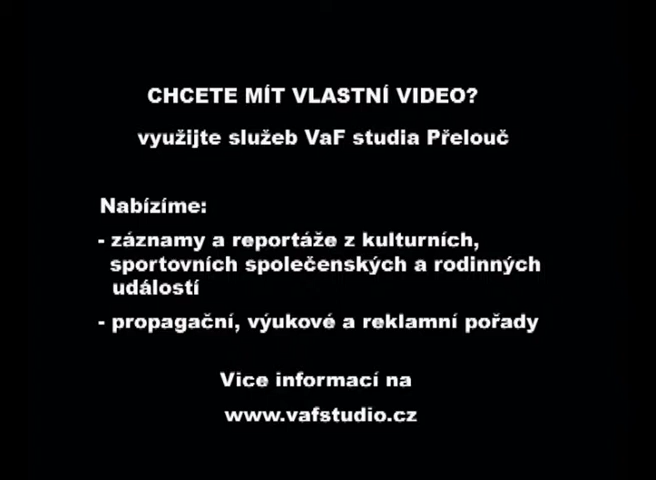 CHCETE MÍT VLASTNÍ VIDEO?
využijte služeb VaF studia Přelouč
Nabízíme:
- záznamy a reportáže z kulturních,
sportovních společenských a rodinných
událostí
- propagační, výukové a reklamní pořady
Vice informací na
www.vafstudio.cz